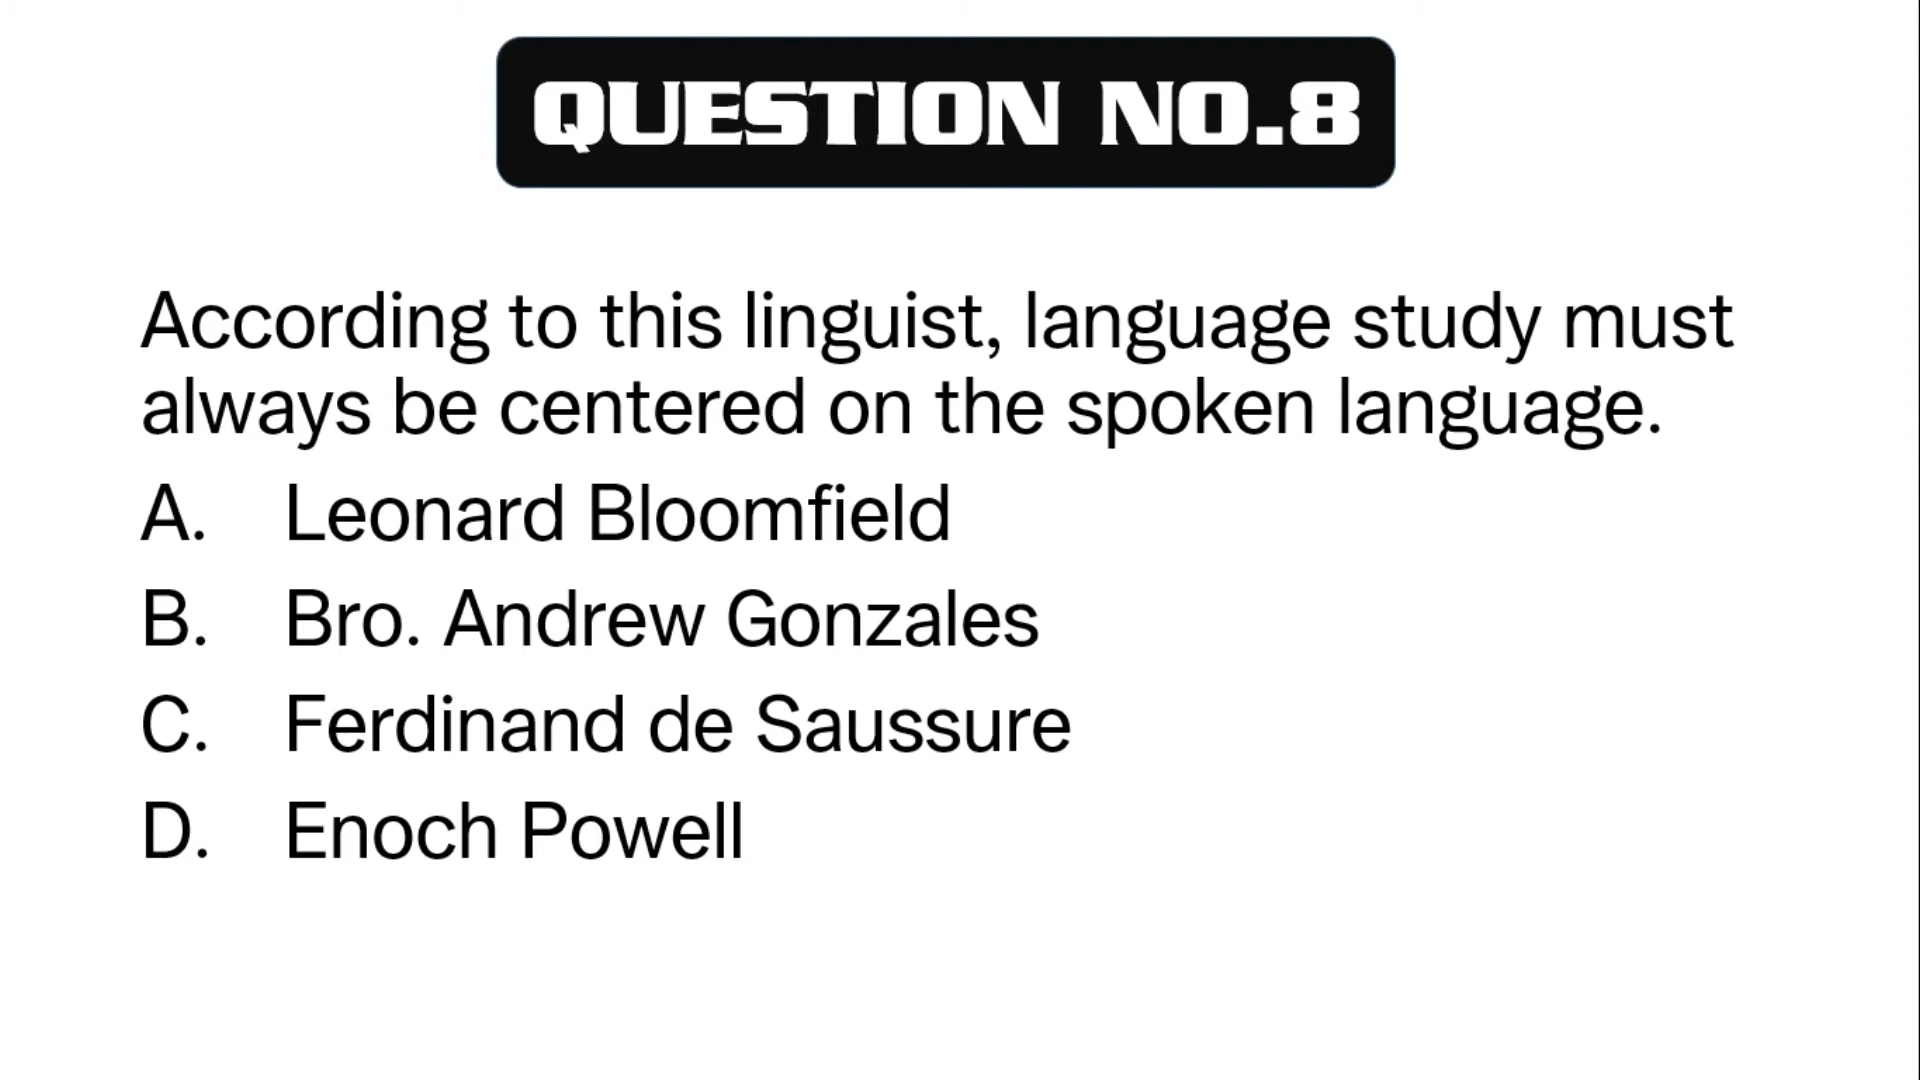 QUESTION NO.8
According to this linguist, language study must
always be centered on the spoken language.
A. Leonard Bloomfield
B. Bro. Andrew Gonzales
C. Ferdinand de Saussure
D. Enoch Powell